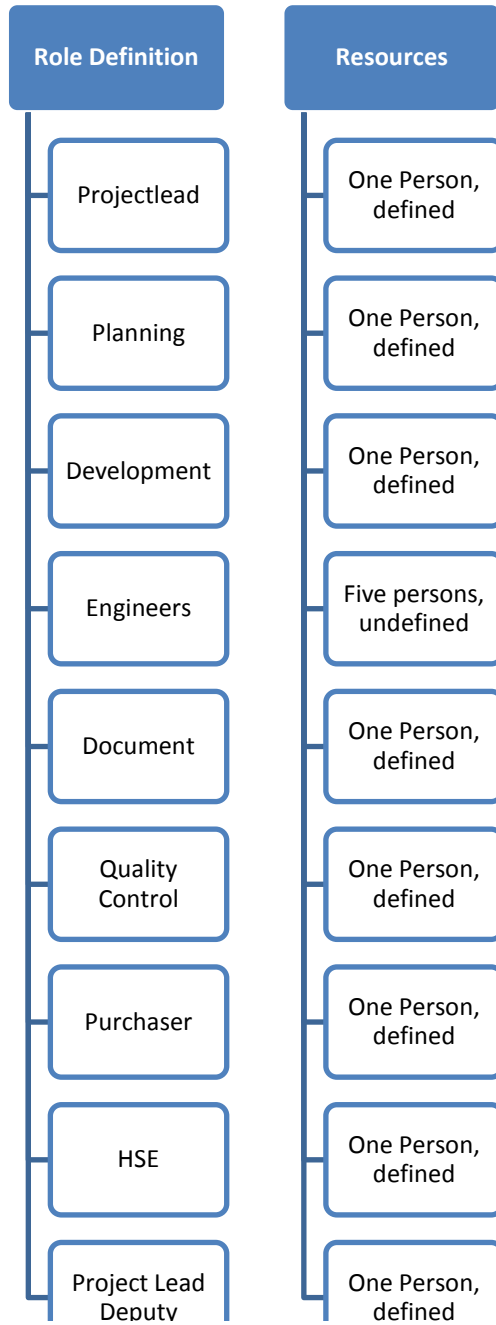 Role Definition
Projectlead
Planning
Development
Engineers
Document
Quality
Control
Purchaser
HSE
Project Lead
Deputy
Resources
One Person,
defined
One Person,
defined
One Person,
defined
Five persons,
undefined
One Person,
defined
One Person,
defined
One Person,
defined
One Person,
defined
One Person,
defined